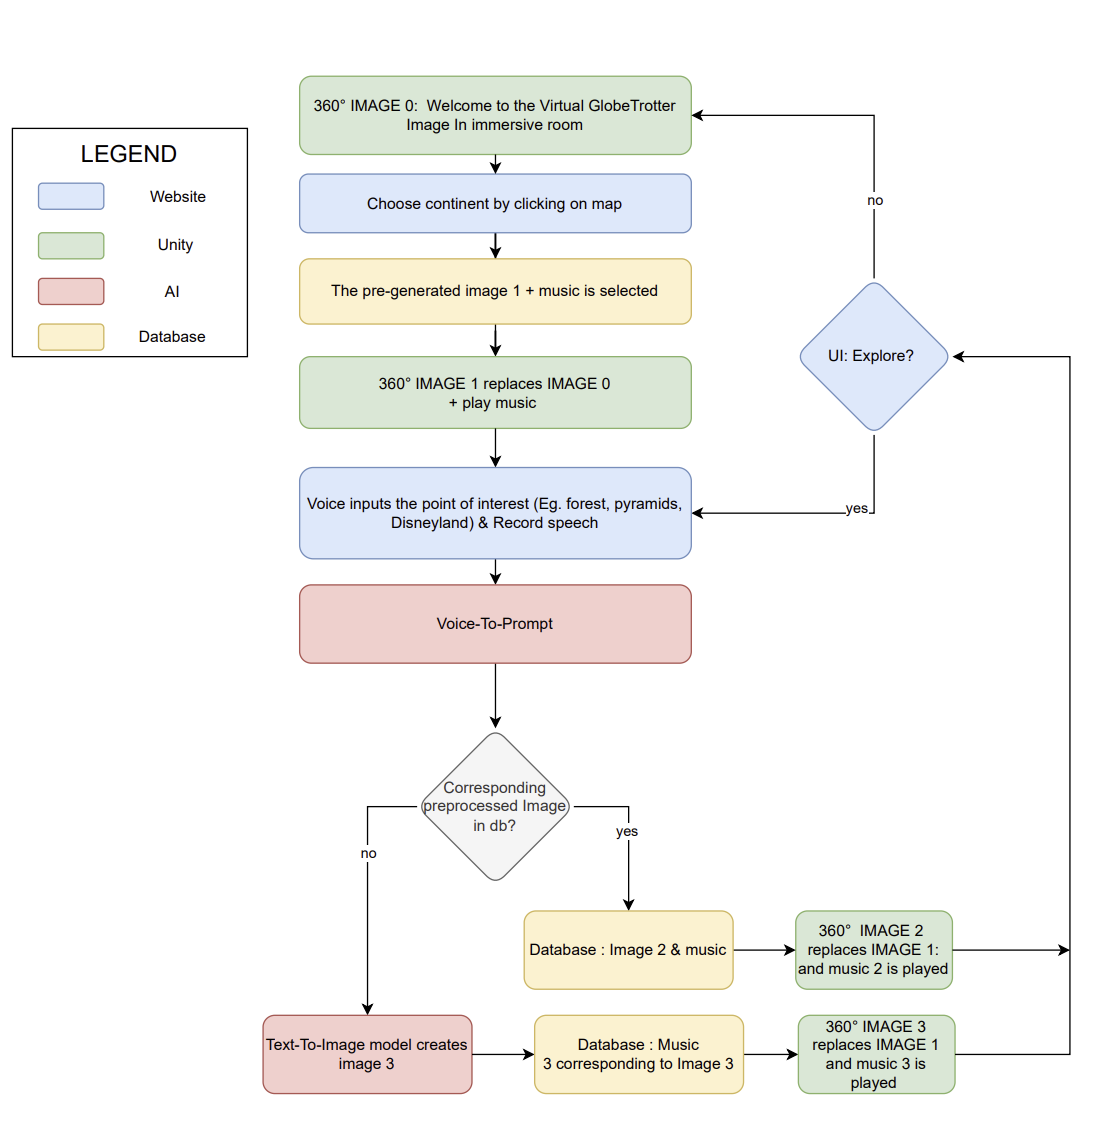 360° IMAGE 0: Welcome to the Virtual GlobeTrotter
Image In immersive room
LEGEND
Website
Unity
AI
Database
Choose continent by clicking on map
The pre-generated image 1 + music is selected
360° IMAGE 1 replaces IMAGE 0
+ play music
no
UI: Explore?
yes
Voice inputs the point of interest (Eg. forest, pyramids,
Disneyland) & Record speech
Voice-To-Prompt
Corresponding
preprocessed Image
in db?
yes
no
Database : Image 2 & music
360° IMAGE 2
replaces IMAGE 1:
and music 2 is played
Text-To-Image model creates
image 3
Database : Music
3 corresponding to Image 3
360° IMAGE 3
replaces IMAGE 1
and music 3 is
played